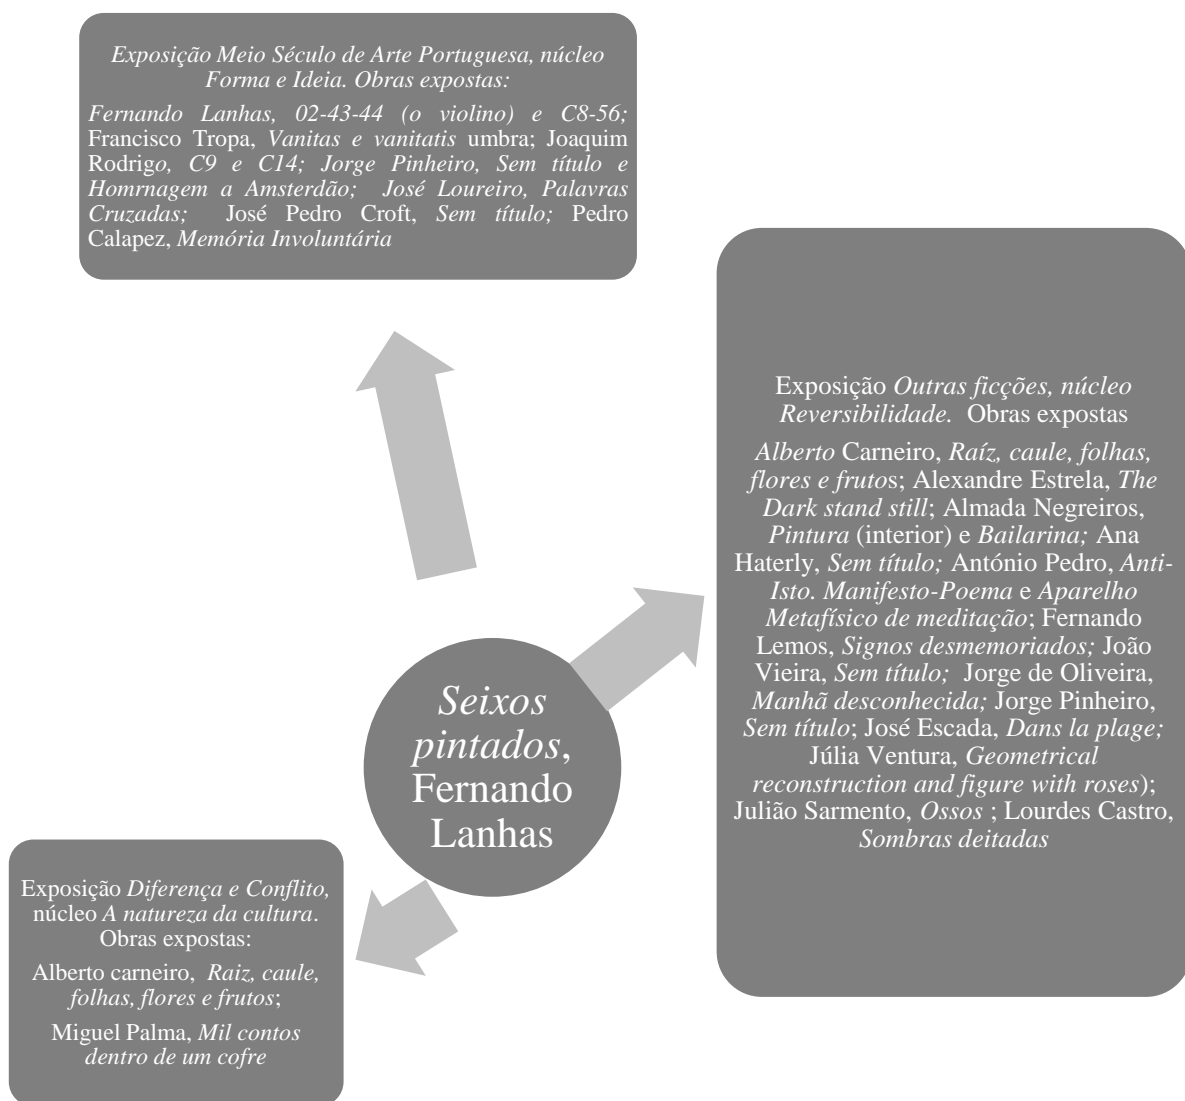 Exposição Meio Século de Arte Portuguesa, núcleo
Forma e Ideia. Obras expostas:
Fernando Lanhas, 02-43-44 (o violino) e C8-56;
Francisco Tropa, Vanitas e vanitatis umbra; Joaquim
Rodrigo, C9 e C14; Jorge Pinheiro, Sem título e
Homrnagem a Amsterdão; José Loureiro, Palavras
Cruzadas; José Pedro Croft, Sem título; Pedro
Calapez, Memória Involuntária
Exposição Outras ficções, núcleo
Reversibilidade. Obras expostas
Alberto Carneiro, Raíz, caule, folhas,
flores e frutos; Alexandre Estrela, The
Dark stand still; Almada Negreiros,
Pintura (interior) e Bailarina; Ana
Haterly, Sem título; António Pedro, Anti-
Isto. Manifesto-Poema e Aparelho
Metafísico de meditação; Fernando
Lemos, Signos desmemoriados; João
Vieira, Sem título; Jorge de Oliveira,
Manhã desconhecida; Jorge Pinheiro,
Sem título; José Escada, Dans la plage;
Júlia Ventura, Geometrical
reconstruction and figure with roses);
Julião Sarmento, Ossos ; Lourdes Castro,
Sombras deitadas
Seixos
pintados,
Fernando
Lanhas
Exposição Diferença e Conflito,
núcleo A natureza da cultura.
Obras expostas:
Alberto carneiro, Raiz, caule,
folhas, flores e frutos;
Miguel Palma, Mil contos
dentro de um cofre